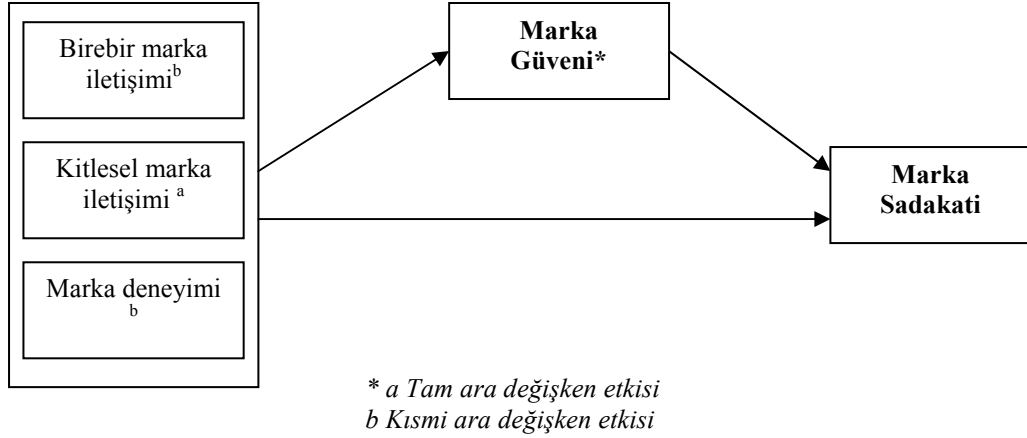 Birebir marka
iletişimi b
Kitlesel marka
iletişimi a
Marka deneyimi
b
Marka
Güveni*
Marka
Sadakati
* a Tam ara değişken etkisi
b Kısmi ara değişken etkisi